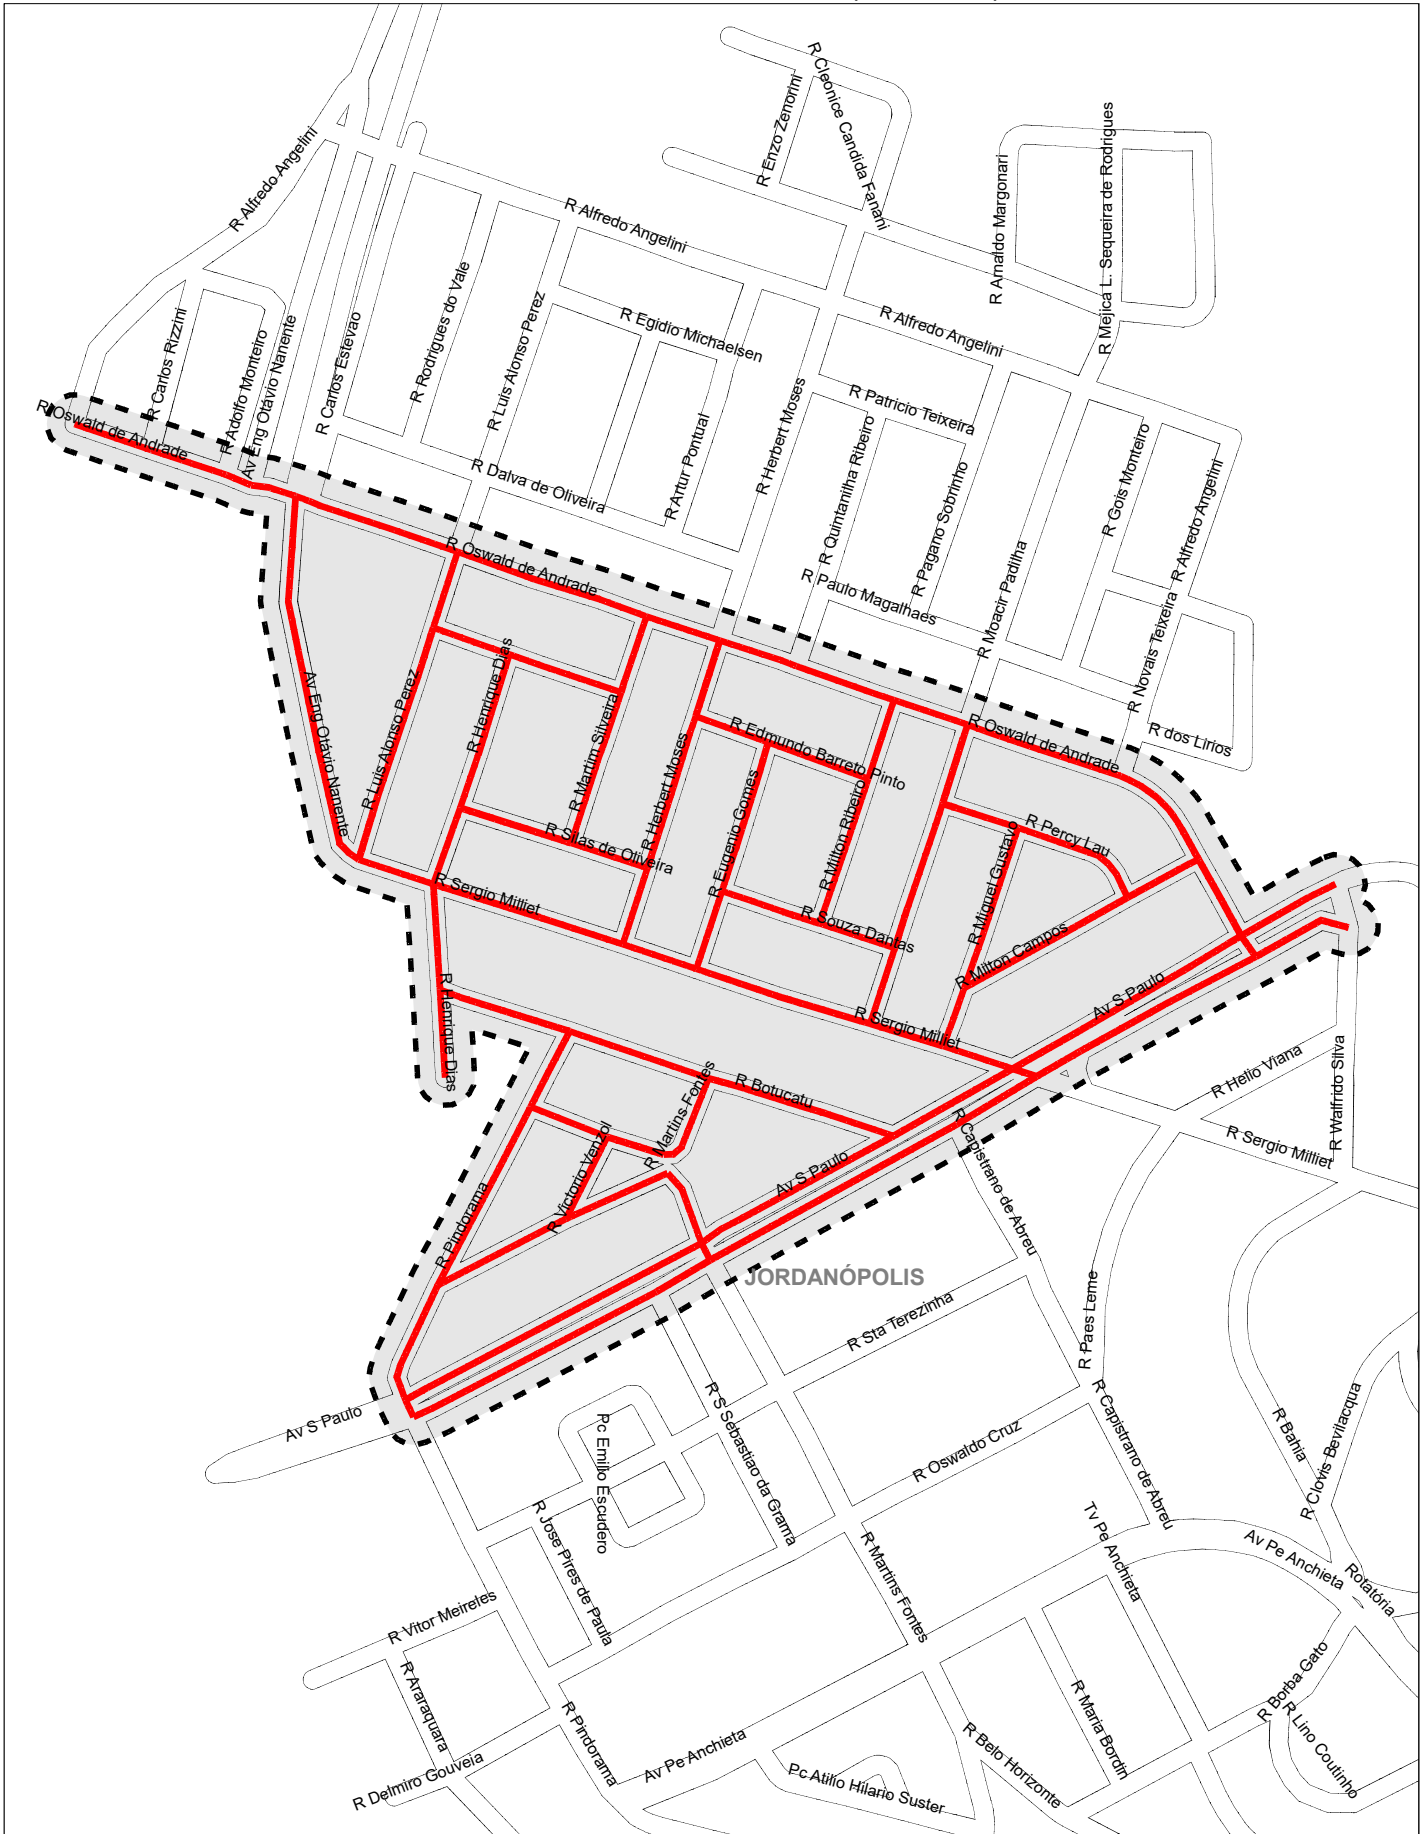 R Cleonice Candida Fanani
R Enzo Zenorini
R Mejica L. Sequeira de Rodrigues
R Arnaldo Margonari
R Alfredo Angelini
R Alfredo Angelini
R Rodrigues do Vale
R Luis Alonso Perez
R Egidio Michaelsen
R Alfredo Angelini
R Carlos Rizzini
R Adolfo Monteiro
Av Eng Otávio Nanente
R Carlos Estevao
R Herbert Moses
R Patricio Teixeira
R Oswald de Andrade
R Artur Pontual
R Dalva de Oliveira
R Quintanilha Ribeiro
R Pagano Sobrinho
R Gois Monteiro
R Alfredo Angelini
R Oswald de Andrade
R Paulo Magalhaes
R Moacir Padilha
R Novais Teixeira
R dos Lirios
Av Eng Otávio Nanente
R Luis Alonso Perez
R Henrique Dias
R Martim Silveira
R Herbert Moses
R Edmundo Barreto Pinto
R Oswald de Andrade
R Eugenio Gomes
R Milton Ribeiro
R Percy Lau
R Miguel Gustavo
R Silas de Oliveira
R Sergio Milliet
R Souza Dantas
R Milton Campos
R Henrique Dias
R Sergio Milliet
Av S Paulo
R Helio Viana
R Walfrido Silva
R Sergio Milliet
R Botucatu
R Martins Fontes
R Victorio Venzol
R Pindorama
Av S Paulo
R Capistrano de Abreu
JORDANÓPOLIS
R Sta Terezinha
R Paes Leme
Av S Paulo
R S Sebastiao da Grama
Pc Emilio Escudero
R Capistrano de Abreu
R Bahia
R Clovis Bevilacqua
R Oswaldo Cruz
R Jose Pires de Paula
R Martins Fontes
Tv Pe Anchieta
Av Pe Anchieta
Rotatória
R Vitor Meireles
R Araraquara
R Pindorama
R Delmiro Gouveia
Av Pe Anchieta
Pc Atilio Hilario Suster
R Belo Horizonte
R Maria Bordin
R Borba Gato
R Lino Coutinho